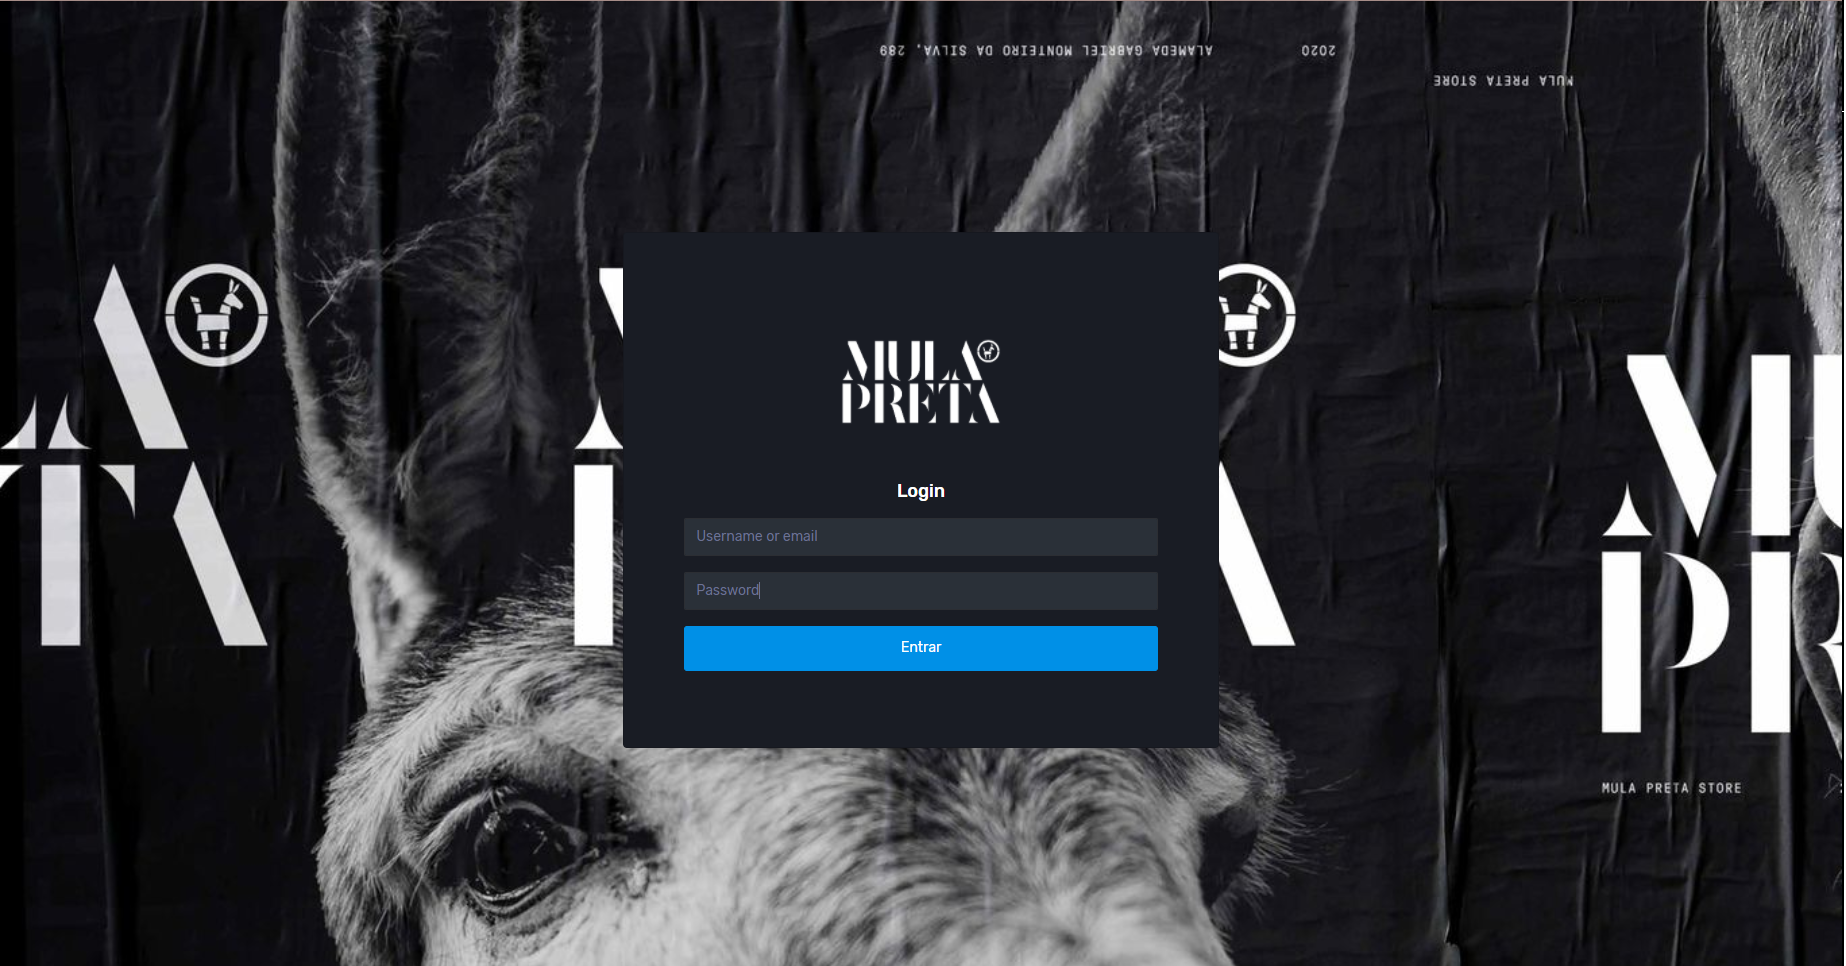 ALAMEDA GABRIEL MONTEIRO DA SILVA, 289
2020
MULA PRETA STORE
MULA
PRETA
Login
Username or email
Password
Entrar
MULA PRETA STORE